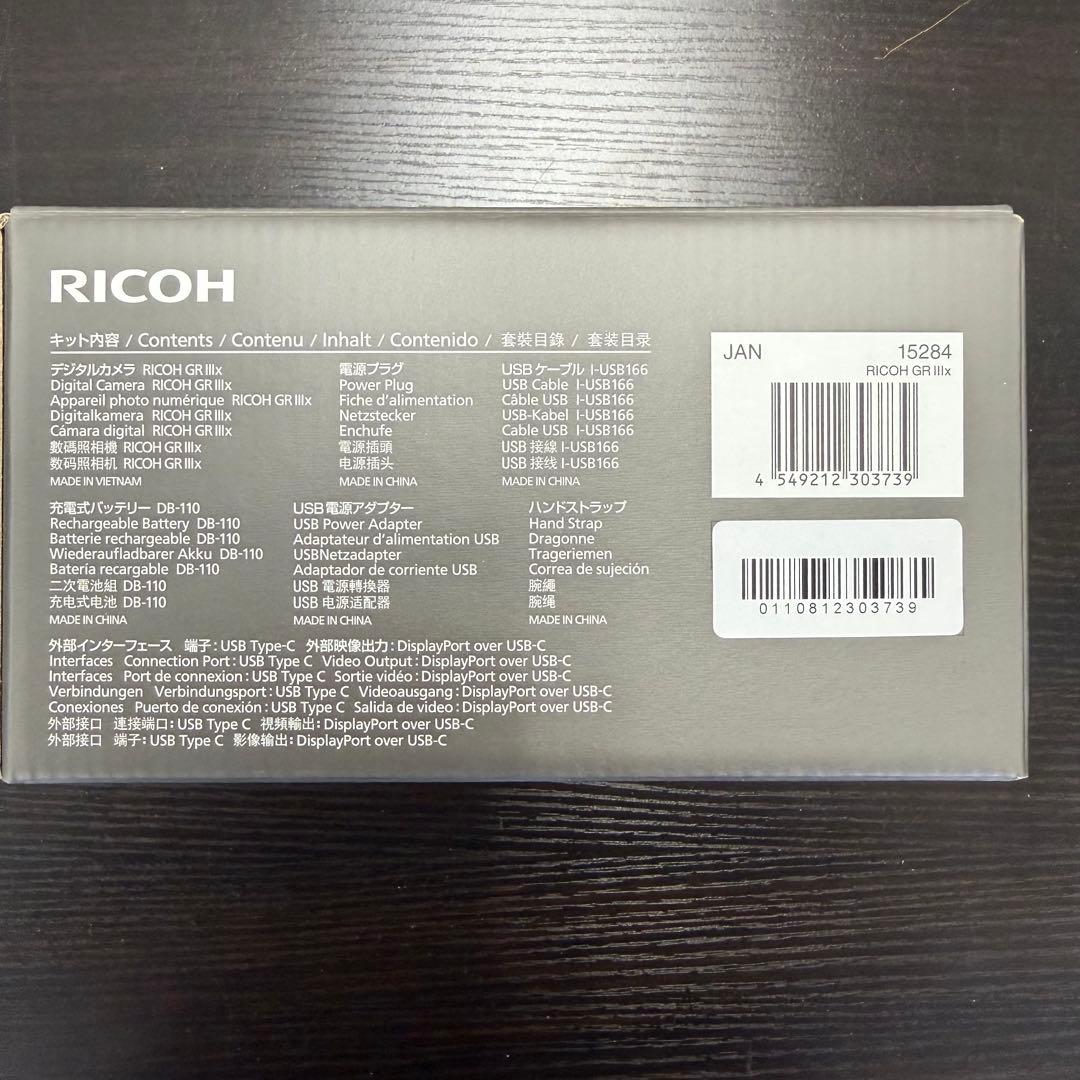 RICOH
キット内容 / Contents / Contenu / Inhalt / Contenido / 套裝目錄 / 套装目录
デジタルカメラ RICOH GR IIIx
Digital Camera RICOH GR IIIx
Appareil photo numérique RICOH GR IIIx
Digitalkamera RICOH GR IIIx
Cámara digital RICOH GR IIIx
數碼照相機 RICOH GR IIIx
数码照相机 RICOH GR IIIx
MADE IN VIETNAM
電源プラグ
Power Plug
Fiche d'alimentation
Netzstecker
Enchufe
電源插頭
电源插头
MADE IN CHINA
USBケーブル I-USB166
USB Cable I-USB166
Câble USB I-USB166
USB-Kabel I-USB166
Cable USB I-USB166
USB 接線 I-USB166
USB 接线 I-USB166
MADE IN CHINA
充電式バッテリー DB-110
Rechargeable Battery DB-110
Batterie rechargeable DB-110
Wiederaufladbarer Akku DB-110
Batería recargable DB-110
二次電池組 DB-110
充电式电池 DB-110
MADE IN CHINA
USB電源アダプター
USB Power Adapter
Adaptateur d'alimentation USB
USBNetzadapter
Adaptador de corriente USB
USB 電源轉換器
USB 电源适配器
MADE IN CHINA
ハンドストラップ
Hand Strap
Dragonne
Trageriemen
Correa de sujeción
腕繩
腕绳
MADE IN CHINA
外部インターフェース 端子：USB Type-C 外部映像出力：DisplayPort over USB-C
Interfaces Connection Port : USB Type C Video Output : DisplayPort over USB-C
Interfaces Port de connexion : USB Type C Sortie vidéo : DisplayPort over USB-C
Verbindungen Verbindungsport : USB Type C Videoausgang : DisplayPort over USB-C
Conexiones Puerto de conexión : USB Type C Salida de video : DisplayPort over USB-C
外部接口 連接端口：USB Type C 視頻輸出：DisplayPort over USB-C
外部接口 端子：USB Type C 影像输出：DisplayPort over USB-C
JAN 15284
RICOH GR IIIx
4 549212 303739
0110812303739